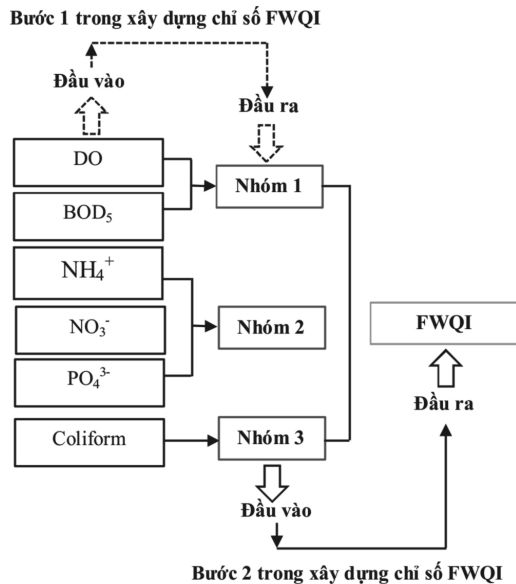 Bước 1 trong xây dựng chỉ số FWQI
Đầu vào
Đầu ra
DO
BOD₅
Nhóm 1
NH₄⁺
NO₃⁻
Nhóm 2
FWQI
PO₄³⁻
Đầu ra
Coliform
Nhóm 3
Đầu vào
Bước 2 trong xây dựng chỉ số FWQI